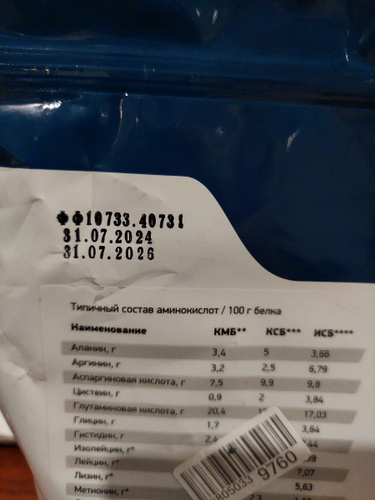 ФФ10733.40731
31.07.2024
31.07.2026
Типичный состав аминокислот / 100 г белка
Наименование КМБ** КСБ*** ИСБ****
Аланин, г 3,4 5 3,66
Аргинин, г 3,2 2,5 6,79
Аспаргиновая кислота, г 7,5 9,9 9,8
Цистеин, г 0,9 2 3,84
Глутаминовая кислота, г 20,4 17,03
Глицин, г 1,7 3,64
Гистидин, г 2,4
Изолейцин, г*
Лейцин, г*
Лизин, г* 7,07
Метионин, г* 5,63
9760